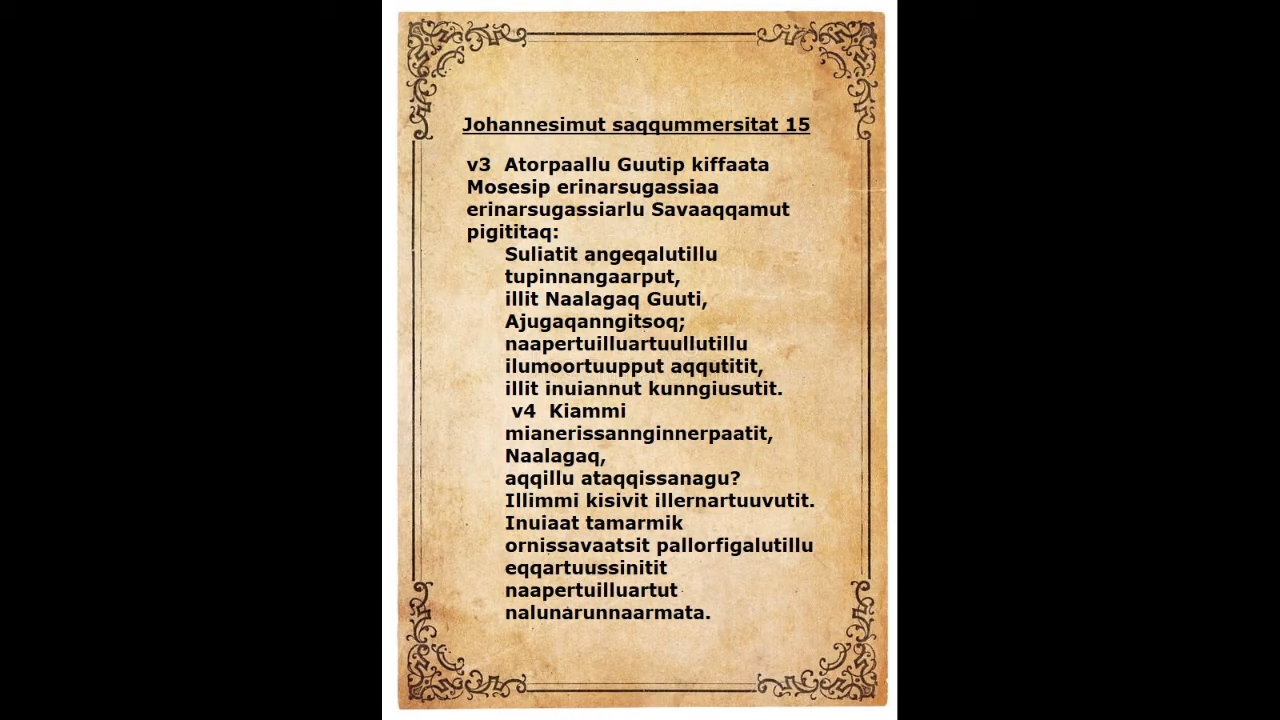 Johannesimut saqqummersitat 15
v3  Atorpaallu Guutip kiffaata
Mosesip erinarsugassiaa
erinarsugassiarlu Savaaqqamut
pigititaq:
Suliatit angeqalutillu
tupinnangaarput,
illit Naalagaq Guuti,
Ajugaqanngitsoq;
naapertuilluartuullutillu
ilumoortuupput aqqutitit,
illit inuiannut kunngiusutit.
v4  Kiammi
mianerissannginnerpaatit,
Naalagaq,
aqqillu ataqqissanagu?
Illimmi kisivit illernartuuvutit.
Inuiaat tamarmik
ornissavaatsit pallorfigalutillu
eqqartuussinitit
naapertuilluartut
nalunarunnaarmata.